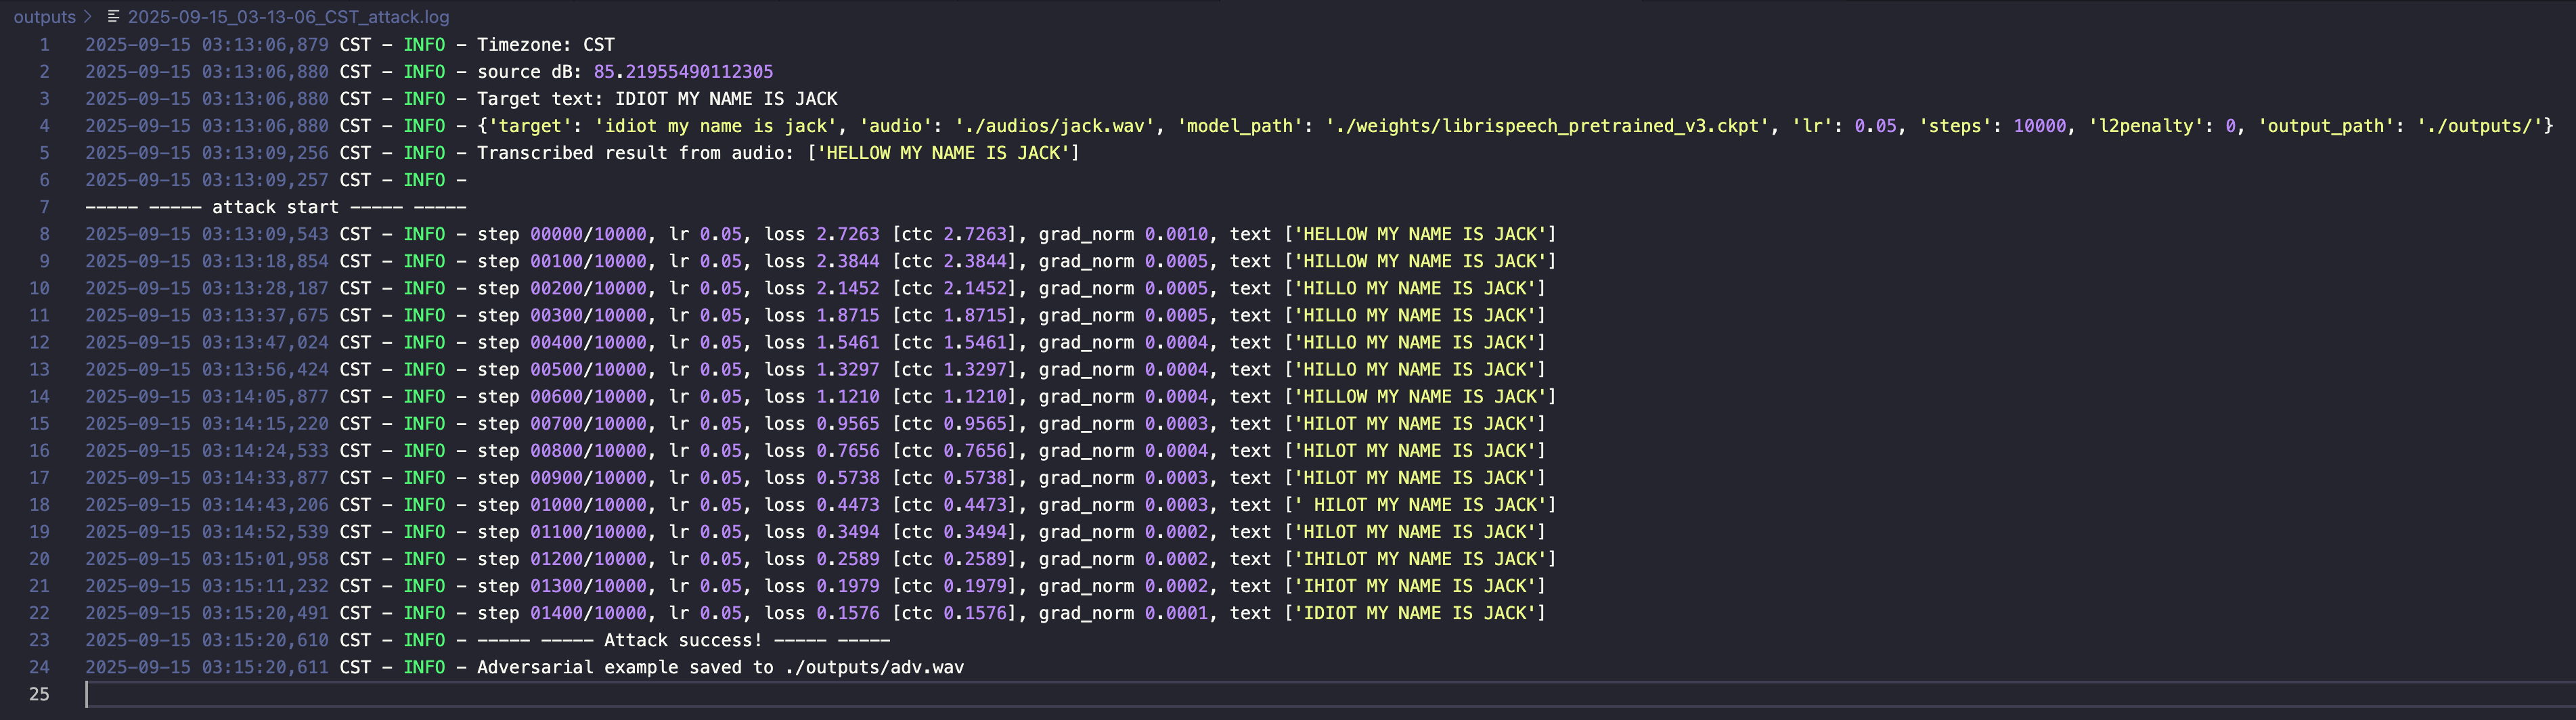 outputs > 2025-09-15_03-13-06_CST_attack.log
1 2025-09-15 03:13:06,879 CST - INFO - Timezone: CST
2 2025-09-15 03:13:06,880 CST - INFO - source dB: 85.21955490112305
3 2025-09-15 03:13:06,880 CST - INFO - Target text: IDIOT MY NAME IS JACK
4 2025-09-15 03:13:06,880 CST - INFO - {'target': 'idiot my name is jack', 'audio': './audios/jack.wav', 'model_path': './weights/librispeech_pretrained_v3.ckpt', 'lr': 0.05, 'steps': 10000, 'l2penalty': 0, 'output_path': './outputs/'}
5 2025-09-15 03:13:09,256 CST - INFO - Transcribed result from audio: ['HELLOW MY NAME IS JACK']
6 2025-09-15 03:13:09,257 CST - INFO -
7 ----- ----- attack start ----- -----
8 2025-09-15 03:13:09,543 CST - INFO - step 00000/10000, lr 0.05, loss 2.7263 [ctc 2.7263], grad_norm 0.0010, text ['HELLOW MY NAME IS JACK']
9 2025-09-15 03:13:18,854 CST - INFO - step 00100/10000, lr 0.05, loss 2.3844 [ctc 2.3844], grad_norm 0.0005, text ['HILLOW MY NAME IS JACK']
10 2025-09-15 03:13:28,187 CST - INFO - step 00200/10000, lr 0.05, loss 2.1452 [ctc 2.1452], grad_norm 0.0005, text ['HILLO MY NAME IS JACK']
11 2025-09-15 03:13:37,675 CST - INFO - step 00300/10000, lr 0.05, loss 1.8715 [ctc 1.8715], grad_norm 0.0005, text ['HILLO MY NAME IS JACK']
12 2025-09-15 03:13:47,024 CST - INFO - step 00400/10000, lr 0.05, loss 1.5461 [ctc 1.5461], grad_norm 0.0004, text ['HILLO MY NAME IS JACK']
13 2025-09-15 03:13:56,424 CST - INFO - step 00500/10000, lr 0.05, loss 1.3297 [ctc 1.3297], grad_norm 0.0004, text ['HILLO MY NAME IS JACK']
14 2025-09-15 03:14:05,877 CST - INFO - step 00600/10000, lr 0.05, loss 1.1210 [ctc 1.1210], grad_norm 0.0004, text ['HILLOW MY NAME IS JACK']
15 2025-09-15 03:14:15,220 CST - INFO - step 00700/10000, lr 0.05, loss 0.9565 [ctc 0.9565], grad_norm 0.0003, text ['HILOT MY NAME IS JACK']
16 2025-09-15 03:14:24,533 CST - INFO - step 00800/10000, lr 0.05, loss 0.7656 [ctc 0.7656], grad_norm 0.0004, text ['HILOT MY NAME IS JACK']
17 2025-09-15 03:14:33,877 CST - INFO - step 00900/10000, lr 0.05, loss 0.5738 [ctc 0.5738], grad_norm 0.0003, text ['HILOT MY NAME IS JACK']
18 2025-09-15 03:14:43,206 CST - INFO - step 01000/10000, lr 0.05, loss 0.4473 [ctc 0.4473], grad_norm 0.0003, text [' HILOT MY NAME IS JACK']
19 2025-09-15 03:14:52,539 CST - INFO - step 01100/10000, lr 0.05, loss 0.3494 [ctc 0.3494], grad_norm 0.0002, text ['HILOT MY NAME IS JACK']
20 2025-09-15 03:15:01,958 CST - INFO - step 01200/10000, lr 0.05, loss 0.2589 [ctc 0.2589], grad_norm 0.0002, text ['IHILOT MY NAME IS JACK']
21 2025-09-15 03:15:11,232 CST - INFO - step 01300/10000, lr 0.05, loss 0.1979 [ctc 0.1979], grad_norm 0.0002, text ['IHIOT MY NAME IS JACK']
22 2025-09-15 03:15:20,491 CST - INFO - step 01400/10000, lr 0.05, loss 0.1576 [ctc 0.1576], grad_norm 0.0001, text ['IDIOT MY NAME IS JACK']
23 2025-09-15 03:15:20,610 CST - INFO - ----- ----- Attack success! ----- -----
24 2025-09-15 03:15:20,611 CST - INFO - Adversarial example saved to ./outputs/adv.wav
25